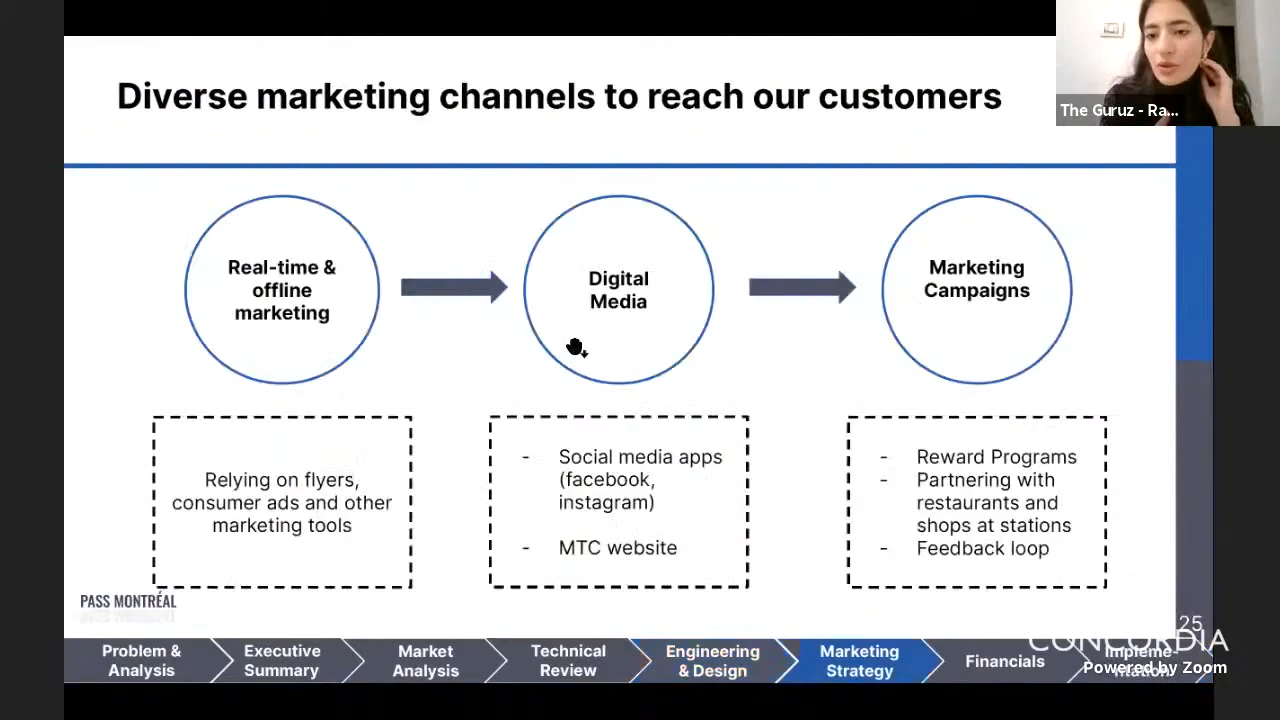 Diverse marketing channels to reach our customers
The Guruz - Ra...
Real-time &
offline
marketing
Digital
Media
Marketing
Campaigns
Relying on flyers,
consumer ads and other
marketing tools
- Social media apps
(facebook,
instagram)
- MTC website
- Reward Programs
- Partnering with
restaurants and
shops at stations
- Feedback loop
PASS MONTRÉAL
25
CONCORDIA
Powered by Zoom
Problem &
Analysis
Executive
Summary
Market
Analysis
Technical
Review
Engineering
& Design
Marketing
Strategy
Financials
Impleme-